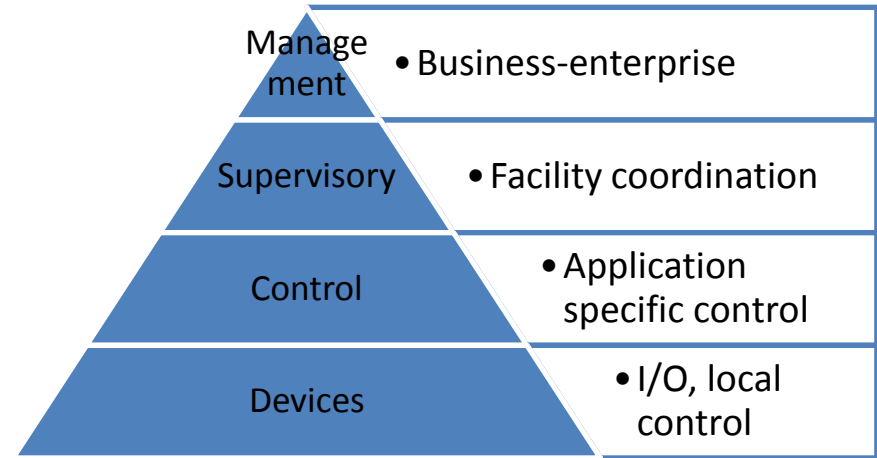 Manage
ment
• Business-enterprise
Supervisory
• Facility coordination
Control
• Application
specific control
Devices
• I/O, local
control